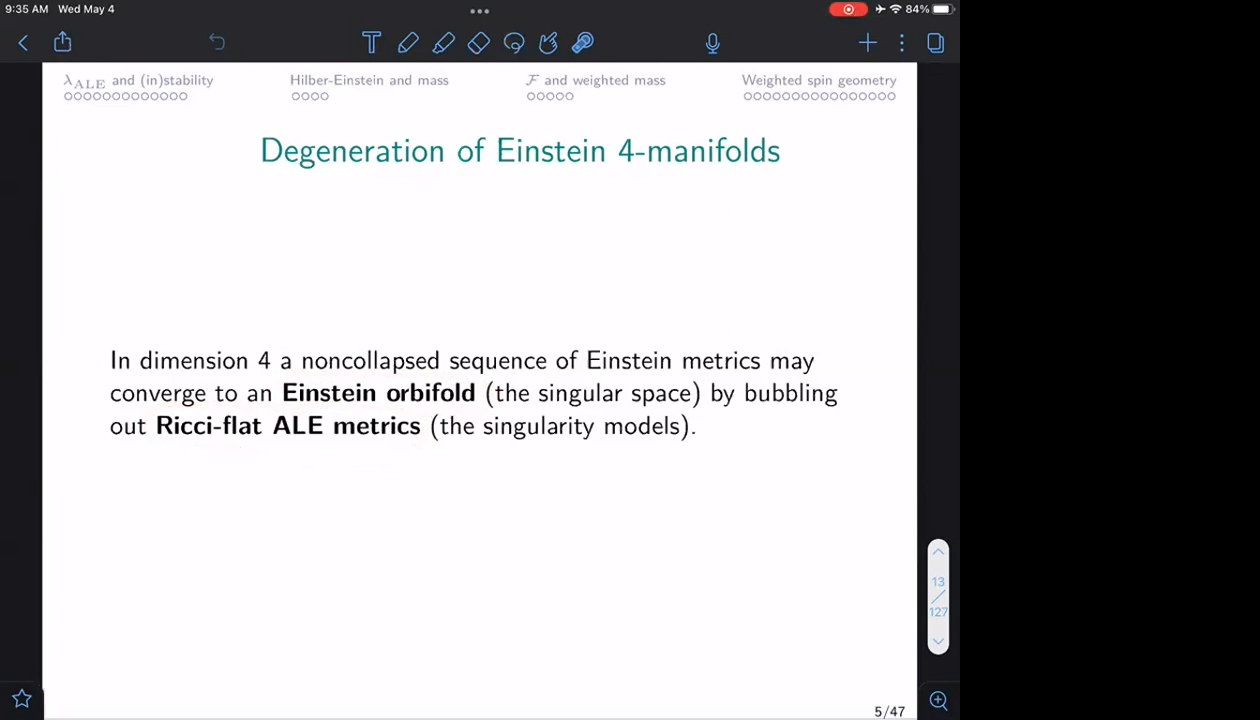 9:35 AM Wed May 4
84%
λALE and (in)stability
Hilber-Einstein and mass
ℱ and weighted mass
Weighted spin geometry
Degeneration of Einstein 4-manifolds
In dimension 4 a noncollapsed sequence of Einstein metrics may
converge to an Einstein orbifold (the singular space) by bubbling
out Ricci-flat ALE metrics (the singularity models).
13
/
127
5/47